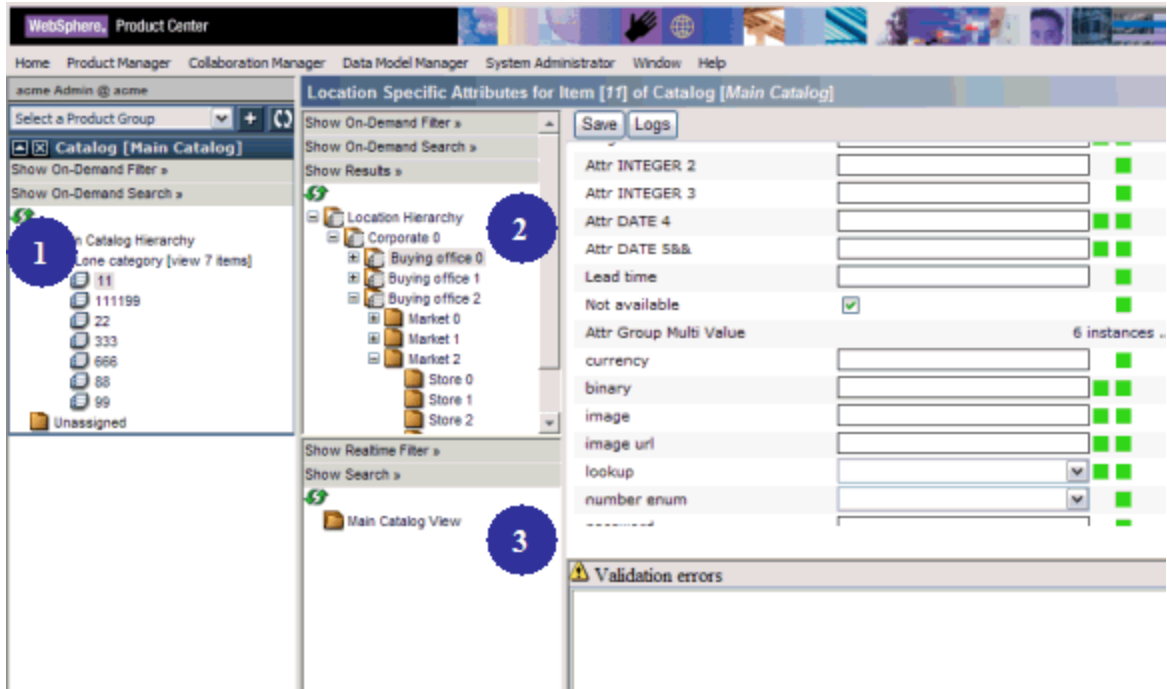 WebSphere. Product Center
Home Product Manager Collaboration Manager Data Model Manager System Administrator Window Help
acme Admin @ acme
Select a Product Group
Catalog [Main Catalog]
Show On-Demand Filter »
Show On-Demand Search »
1
Catalog Hierarchy
one category [view 7 items]
11
111199
22
333
666
88
99
Unassigned
Location Specific Attributes for Item [11] of Catalog [Main Catalog]
Show On-Demand Filter »
Show On-Demand Search »
Show Results »
2
Location Hierarchy
Corporate 0
Buying office 0
Buying office 1
Buying office 2
Market 0
Market 1
Market 2
Store 0
Store 1
Store 2
Show Realtime Filter »
Show Search »
Main Catalog View
3
Save Logs
Attr INTEGER 2
Attr INTEGER 3
Attr DATE 4
Attr DATE 5&&
Lead time
Not available
Attr Group Multi Value 6 instances ..
currency
binary
image
image url
lookup
number enum
Validation errors